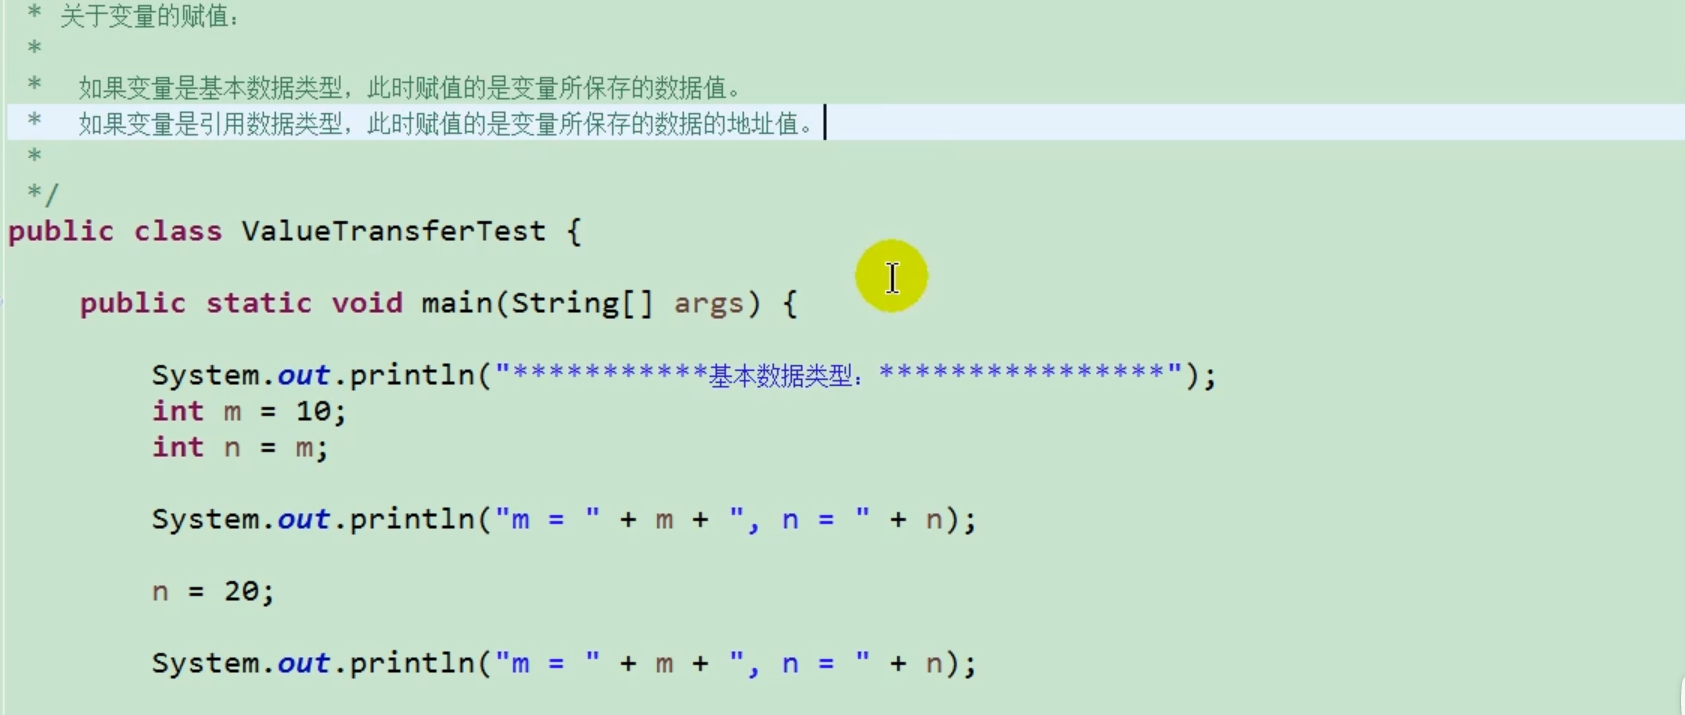 * 关于变量的赋值：
*
* 如果变量是基本数据类型，此时赋值的是变量所保存的数据值。
* 如果变量是引用数据类型，此时赋值的是变量所保存的数据的地址值。
*
*/
public class ValueTransferTest {
public static void main(String[] args) {
System.out.println("***********基本数据类型：****************");
int m = 10;
int n = m;
System.out.println("m = " + m + ", n = " + n);
n = 20;
System.out.println("m = " + m + ", n = " + n);